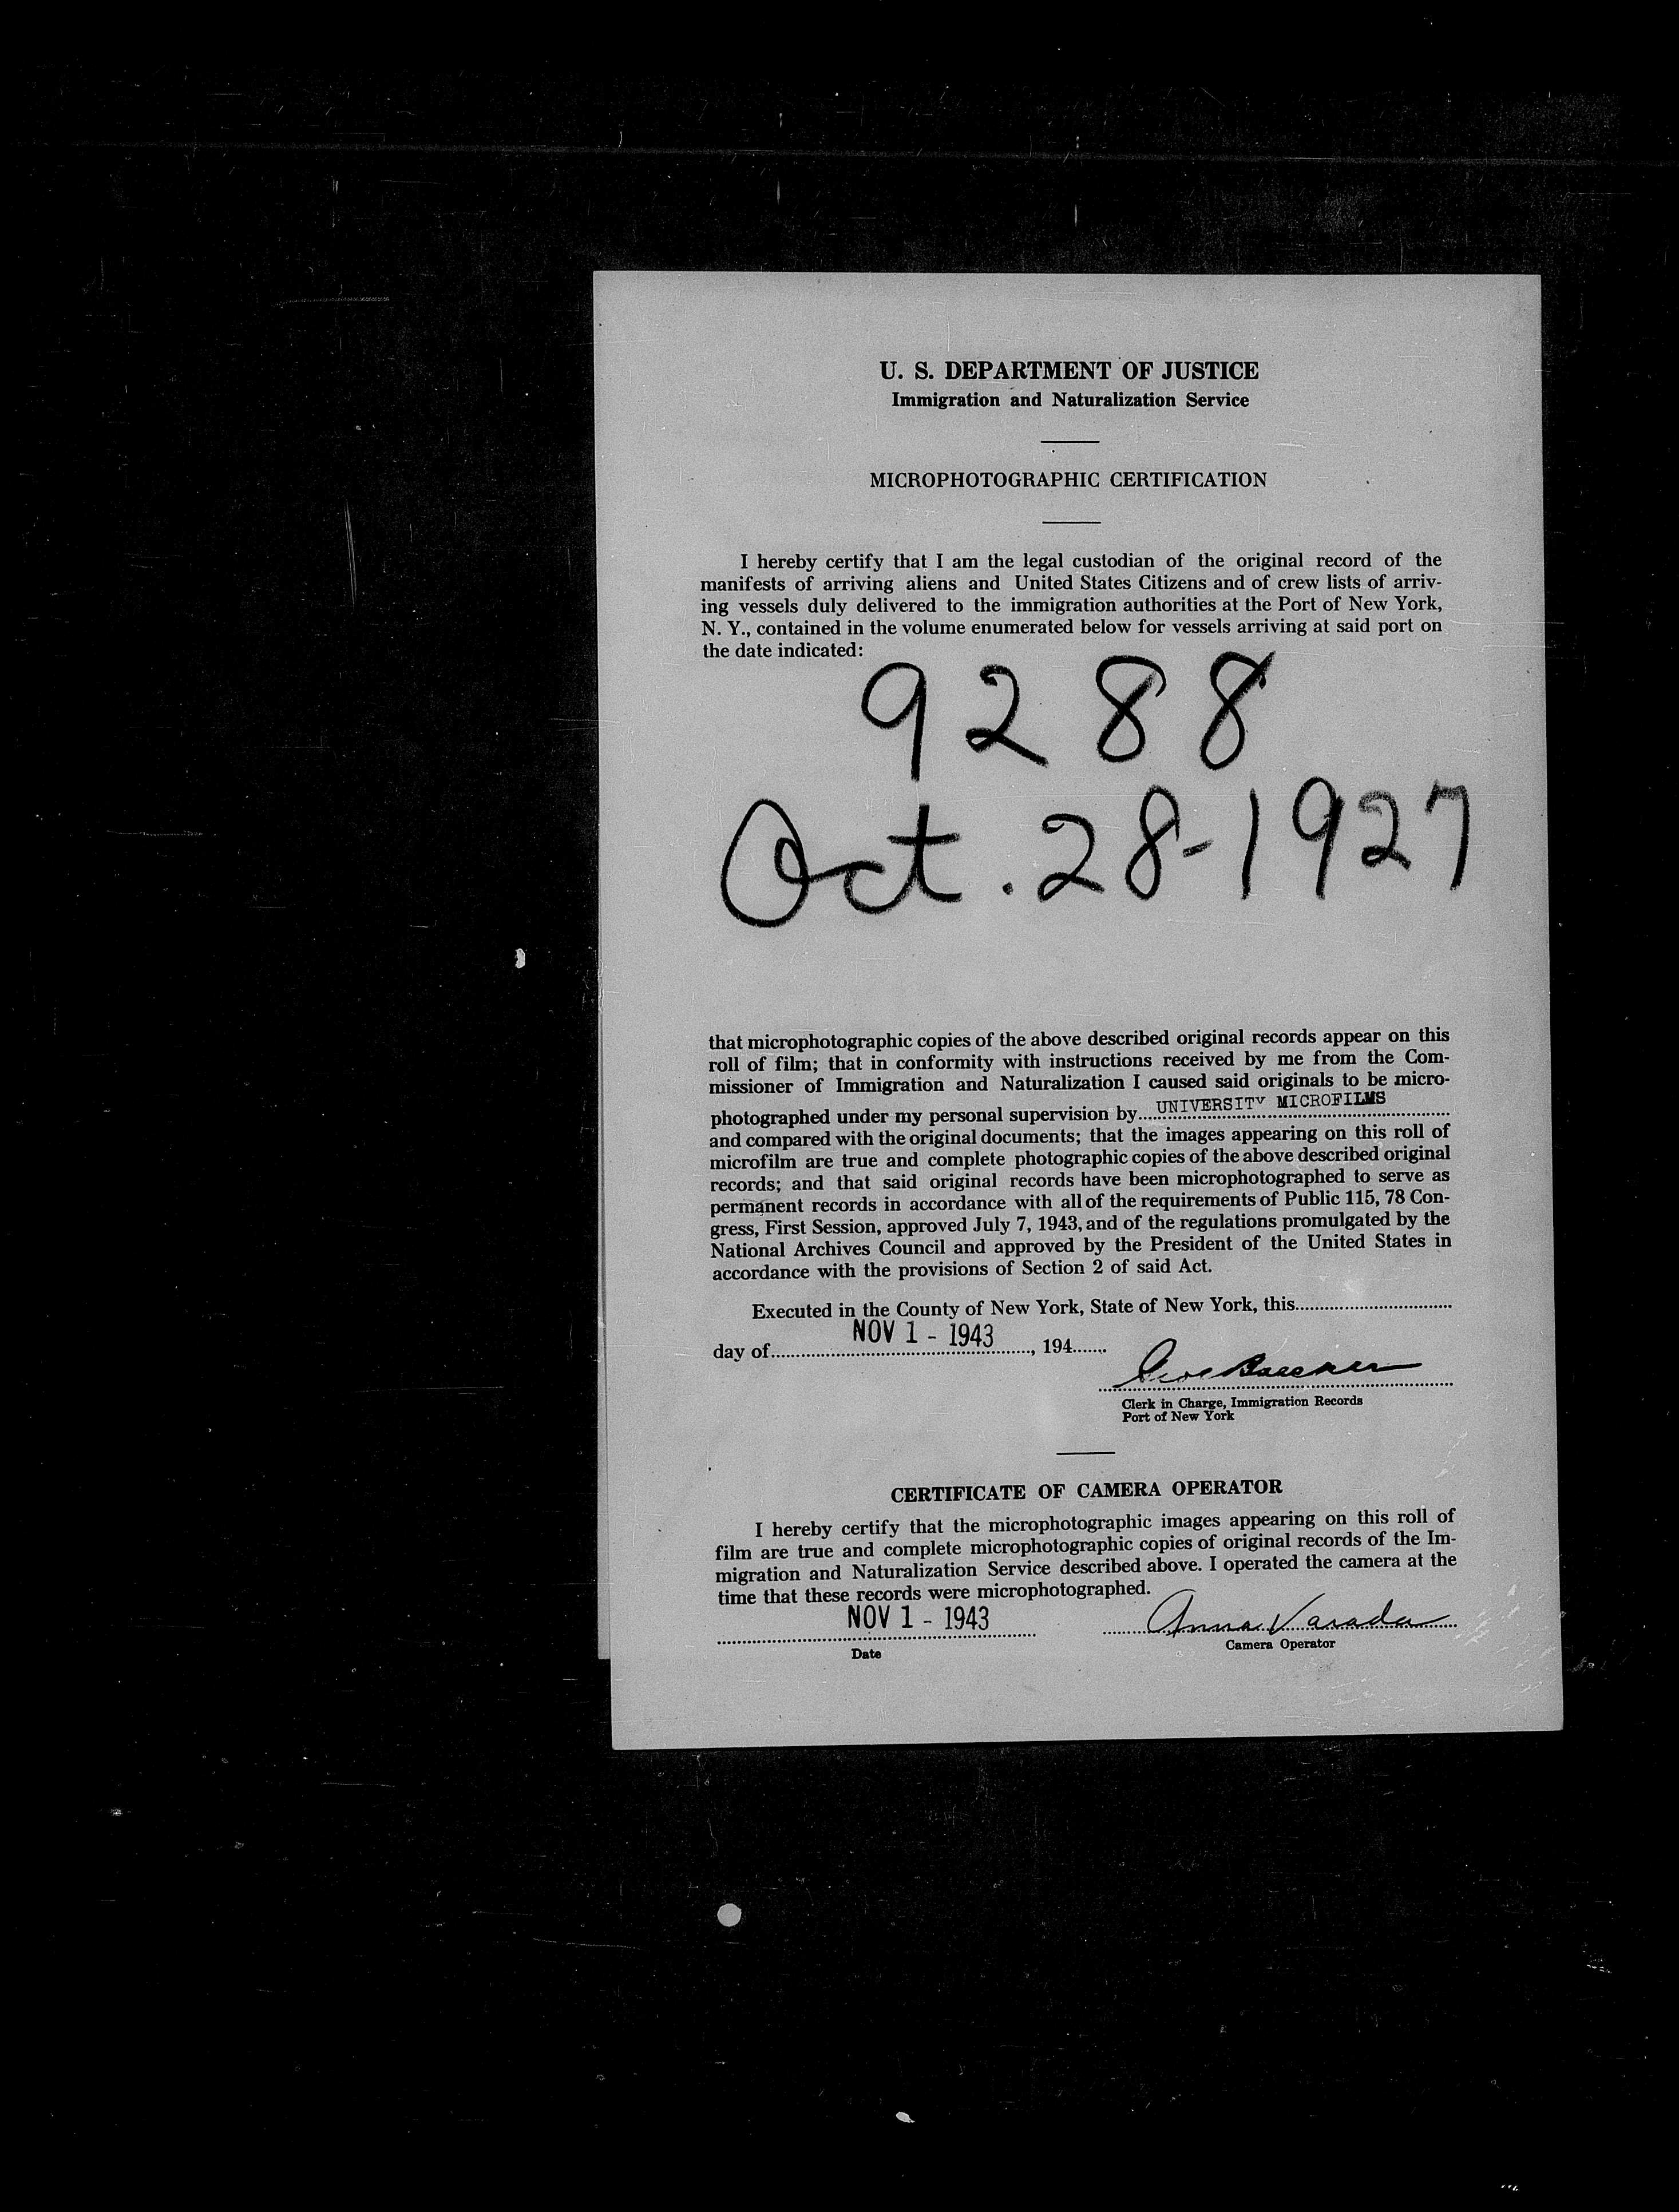 U. S. DEPARTMENT OF JUSTICE
Immigration and Naturalization Service
MICROPHOTOGRAPHIC CERTIFICATION
I hereby certify that I am the legal custodian of the original record of the
manifests of arriving aliens and United States Citizens and of crew lists of arriv-
ing vessels duly delivered to the immigration authorities at the Port of New York,
N. Y., contained in the volume enumerated below for vessels arriving at said port on
the date indicated:
9288
Oct. 28-1927
that microphotographic copies of the above described original records appear on this
roll of film; that in conformity with instructions received by me from the Com-
missioner of Immigration and Naturalization I caused said originals to be micro-
photographed under my personal supervision by UNIVERSITY MICROFILMS
and compared with the original documents; that the images appearing on this roll of
microfilm are true and complete photographic copies of the above described original
records; and that said original records have been microphotographed to serve as
permanent records in accordance with all of the requirements of Public 115, 78 Con-
gress, First Session, approved July 7, 1943, and of the regulations promulgated by the
National Archives Council and approved by the President of the United States in
accordance with the provisions of Section 2 of said Act.
Executed in the County of New York, State of New York, this
day of NOV 1 - 1943, 194
Clerk in Charge, Immigration Records
Port of New York
CERTIFICATE OF CAMERA OPERATOR
I hereby certify that the microphotographic images appearing on this roll of
film are true and complete microphotographic copies of original records of the Im-
migration and Naturalization Service described above. I operated the camera at the
time that these records were microphotographed.
NOV 1 - 1943 Anna
Date Camera Operator